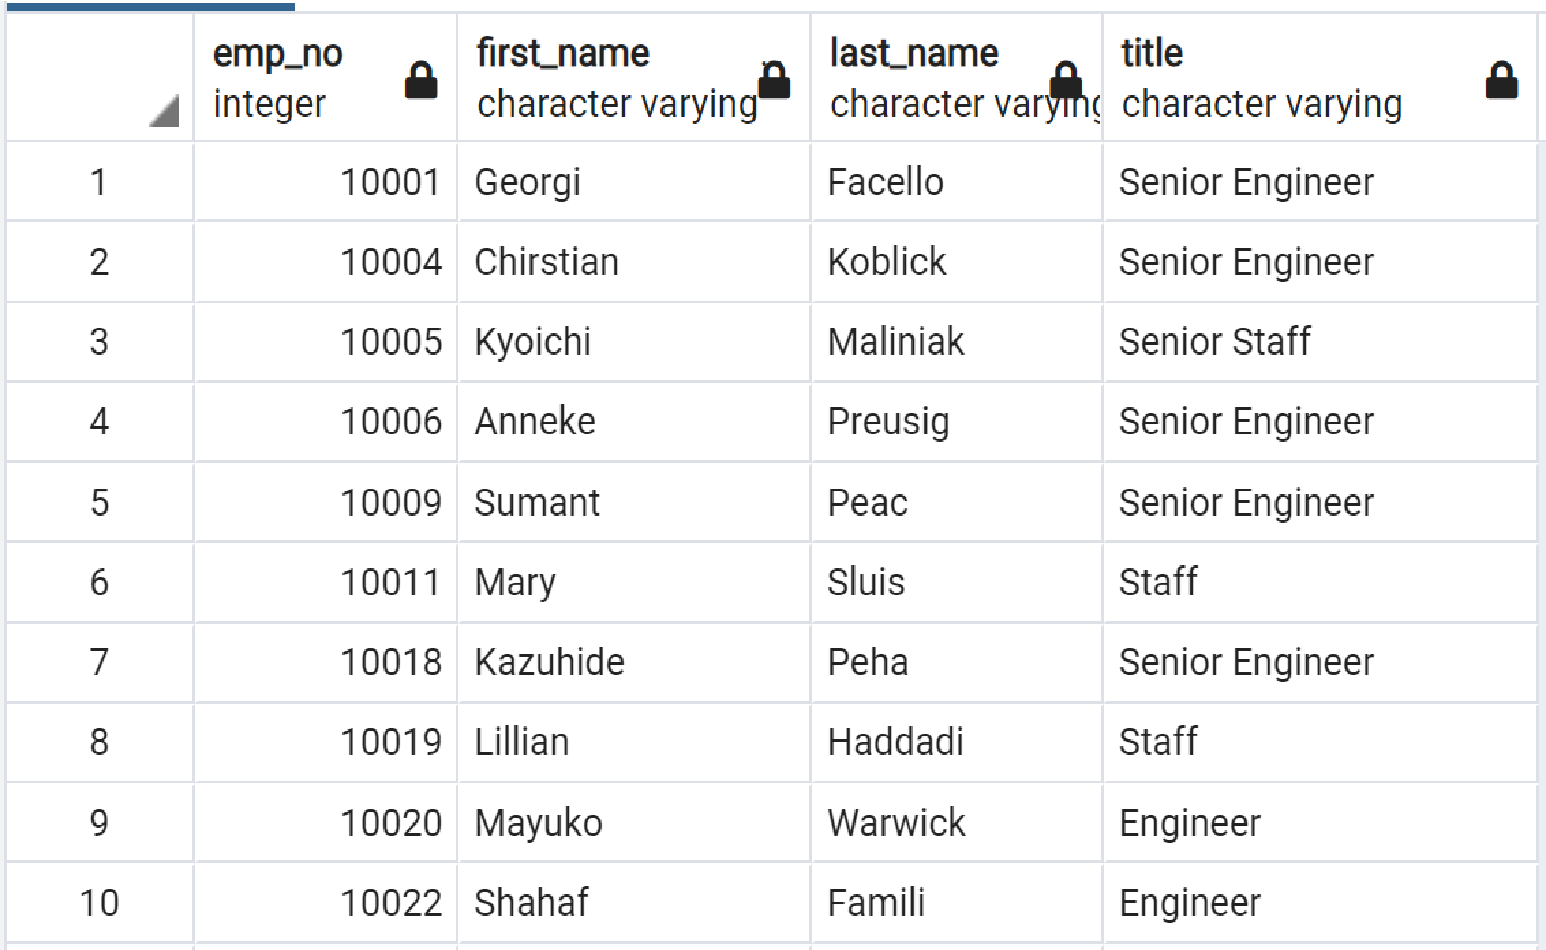 emp_no first_name last_name title
integer character varying character varying character varying
1 10001 Georgi Facello Senior Engineer
2 10004 Chirstian Koblick Senior Engineer
3 10005 Kyoichi Maliniak Senior Staff
4 10006 Anneke Preusig Senior Engineer
5 10009 Sumant Peac Senior Engineer
6 10011 Mary Sluis Staff
7 10018 Kazuhide Peha Senior Engineer
8 10019 Lillian Haddadi Staff
9 10020 Mayuko Warwick Engineer
10 10022 Shahaf Famili Engineer